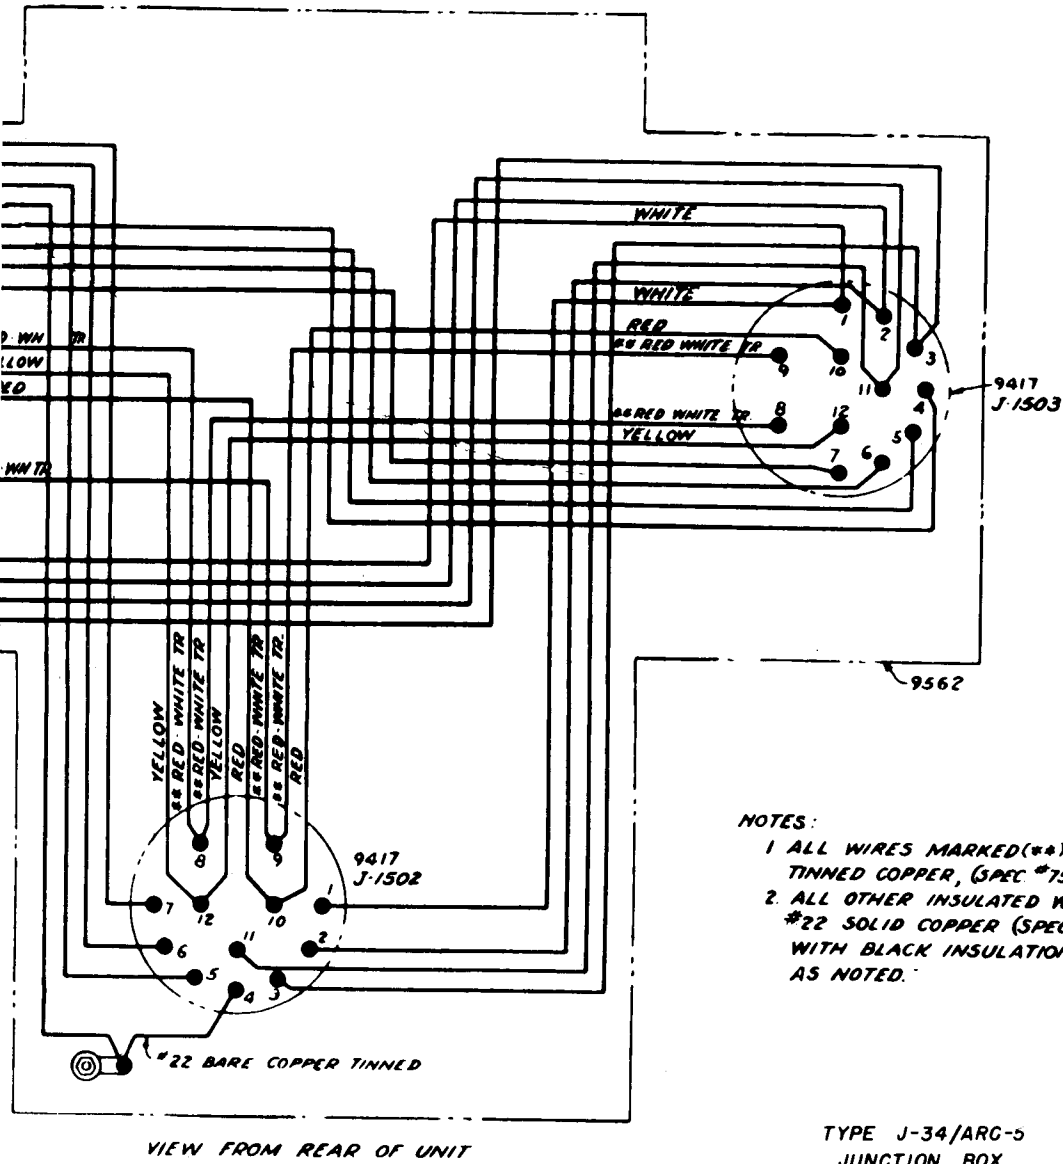 WHITE
WHITE
RED
** RED WHITE TR
1
2
3
9
10
11
4
9417
J-1503
8
12
5
**RED WHITE TR.
YELLOW
7
6
WH TR
LLOW
ED
WH TR
9562
YELLOW
** RED-WHITE TR
**RED-WHITE TR
YELLOW
RED
**RED-WHITE TR
** RED-WHITE TR.
RED
8
9
9417
J-1502
7
12
10
1
6
11
2
5
4
3
#22 BARE COPPER TINNED
NOTES:
1 ALL WIRES MARKED(**)
TINNED COPPER, (SPEC #75
2. ALL OTHER INSULATED W
#22 SOLID COPPER (SPEC
WITH BLACK INSULATION
AS NOTED.
VIEW FROM REAR OF UNIT
TYPE J-34/ARC-5
JUNCTION BOX